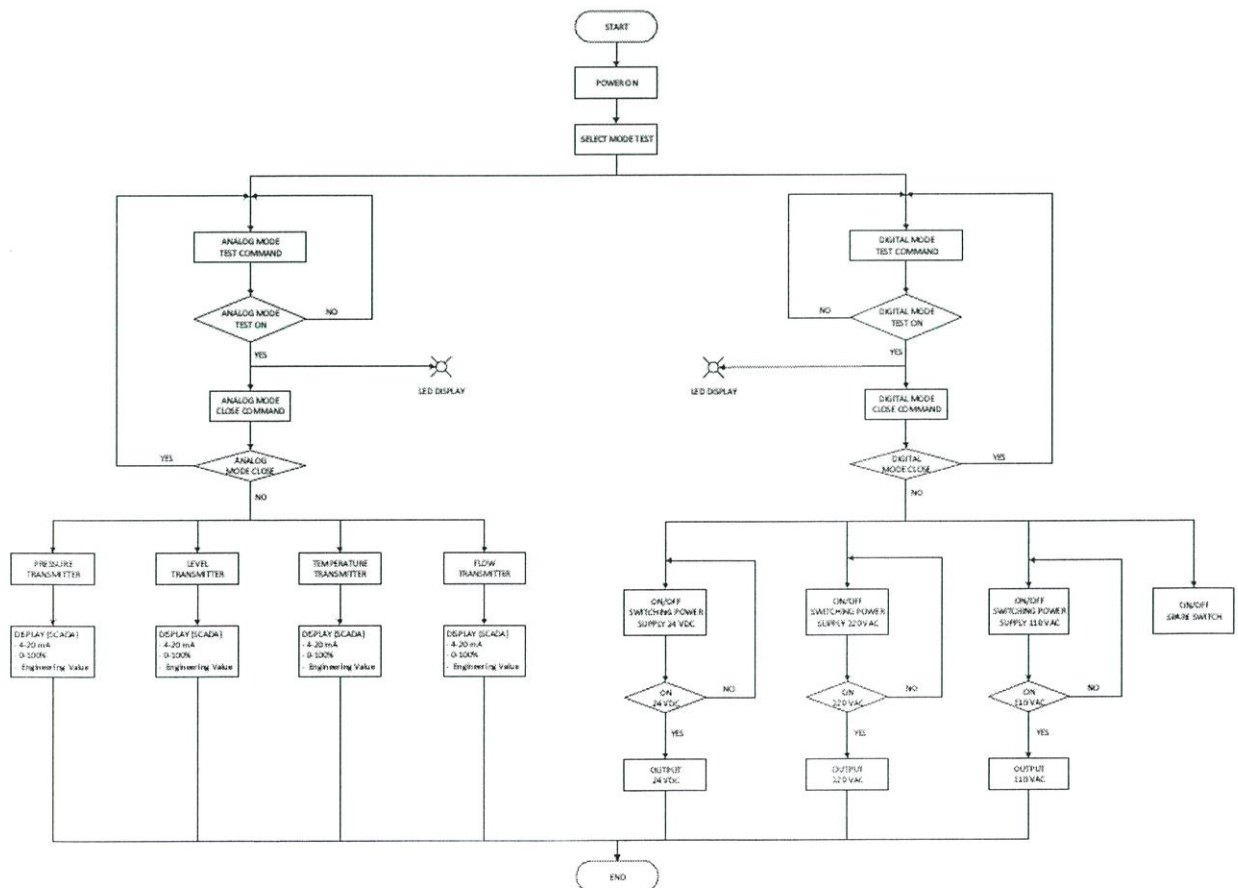 START
POWER ON
SELECT MODE TEST
ANALOG MODE
TEST COMMAND
ANALOG MODE
TEST ON
NO
YES
LED DISPLAY
ANALOG MODE
CLOSE COMMAND
ANALOG
MODE CLOSE
YES
NO
DIGITAL MODE
TEST COMMAND
DIGITAL MODE
TEST ON
NO
YES
LED DISPLAY
DIGITAL MODE
CLOSE COMMAND
DIGITAL
MODE CLOSE
YES
NO
PRESSURE
TRANSMITTER
DISPLAY (SCADA)
- 4-20 mA
- 0-100%
- Engineering Value
LEVEL
TRANSMITTER
DISPLAY (SCADA)
- 4-20 mA
- 0-100%
- Engineering Value
TEMPERATURE
TRANSMITTER
DISPLAY (SCADA)
- 4-20 mA
- 0-100%
- Engineering Value
FLOW
TRANSMITTER
DISPLAY (SCADA)
- 4-20 mA
- 0-100%
- Engineering Value
ON/OFF
SWITCHING POWER
SUPPLY 24 VDC
ON
24 VDC
NO
YES
OUTPUT
24 VDC
ON/OFF
SWITCHING POWER
SUPPLY 220 VAC
ON
220 VAC
NO
YES
OUTPUT
220 VAC
ON/OFF
SWITCHING POWER
SUPPLY 110 VAC
ON
110 VAC
NO
YES
OUTPUT
110 VAC
ON/OFF
SPARE SWITCH
END